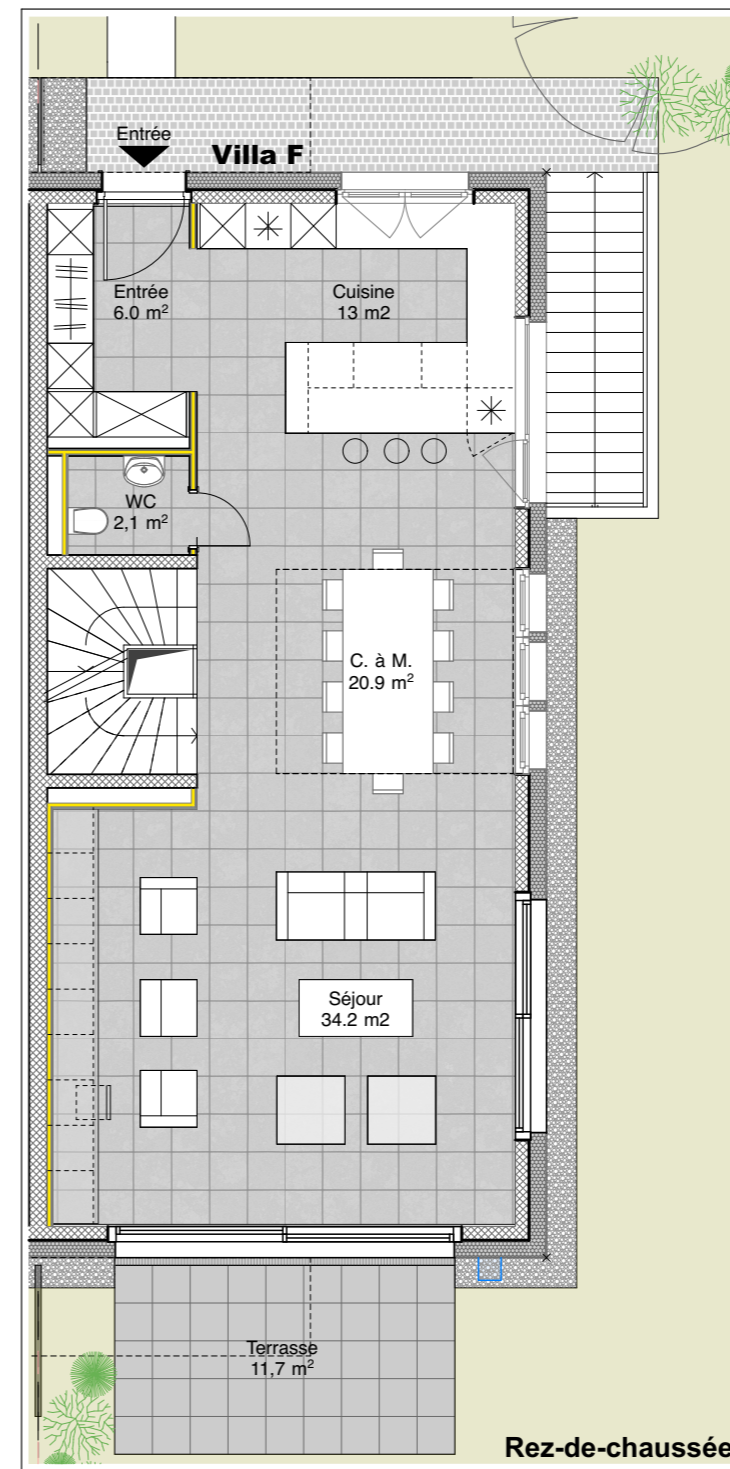 Entrée
Villa F
Entrée
6.0 m²
Cuisine
13 m2
WC
2,1 m²
C. à M.
20.9 m²
Séjour
34.2 m2
Terrasse
11,7 m²
Rez-de-chaussée